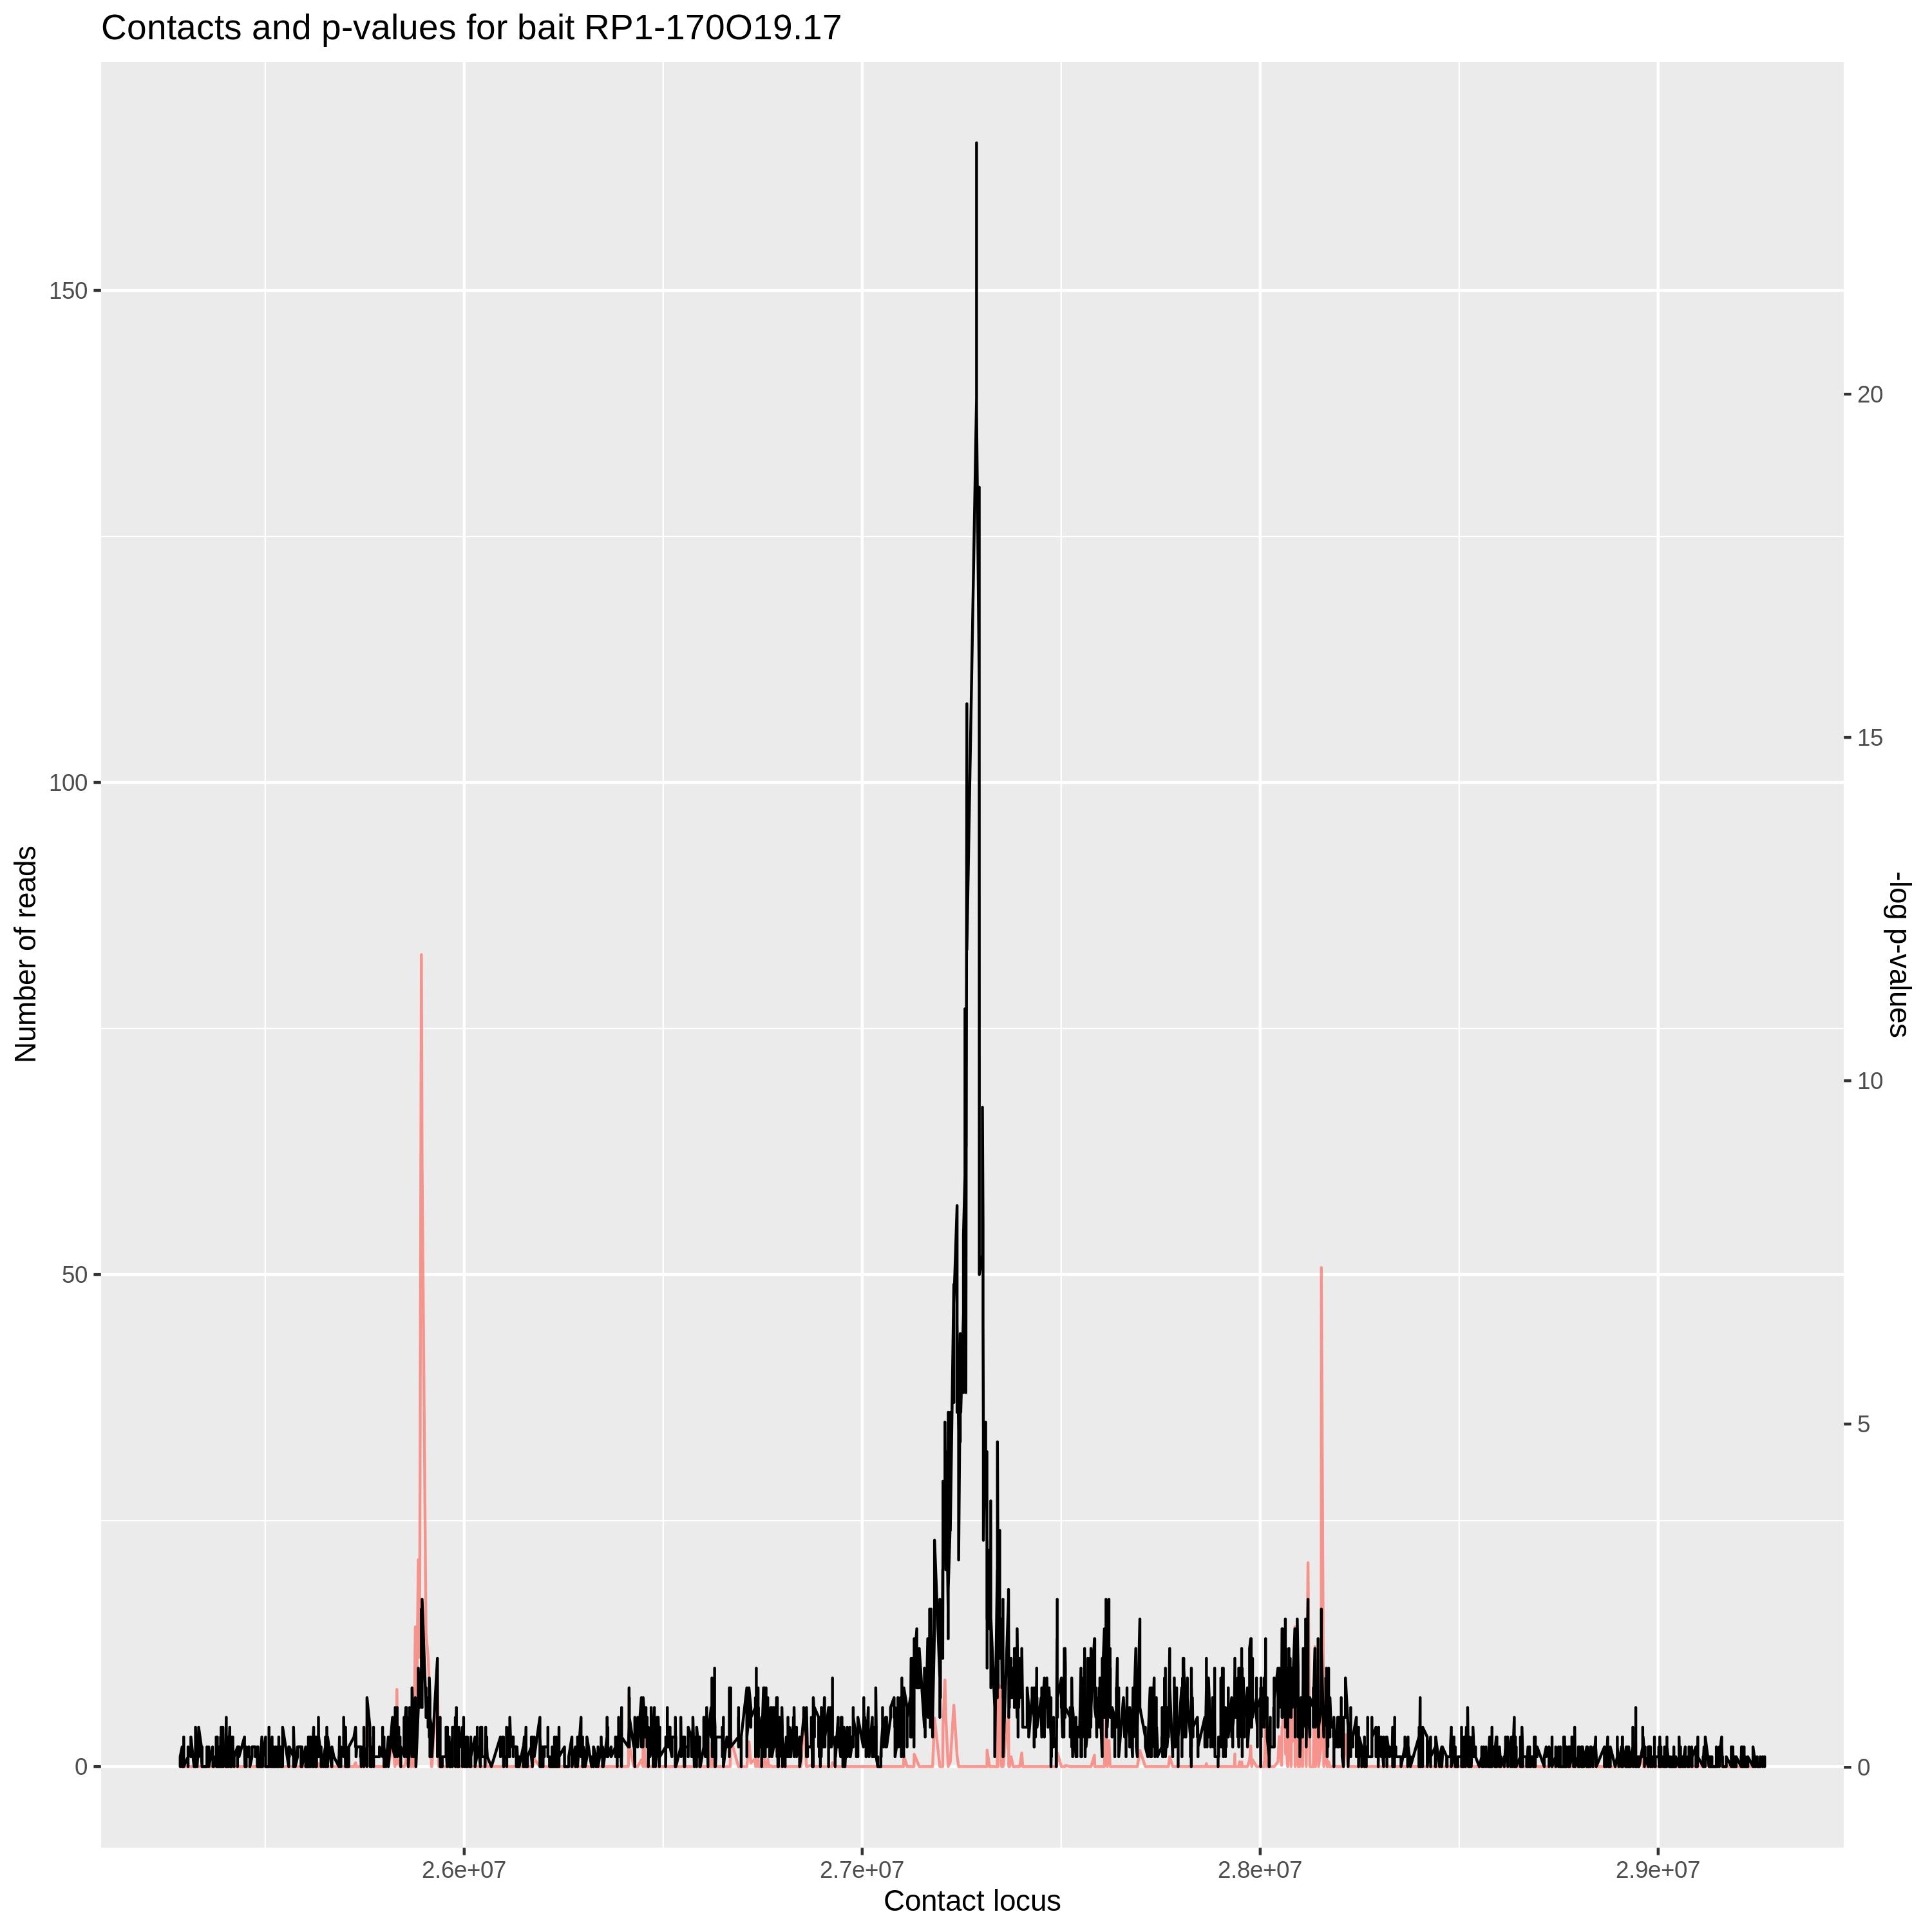 Contacts and p-values for bait RP1-170O19.17
150
100
50
0
Number of reads
20
15
10
5
0
-log p-values
2.6e+07
2.7e+07
2.8e+07
2.9e+07
Contact locus